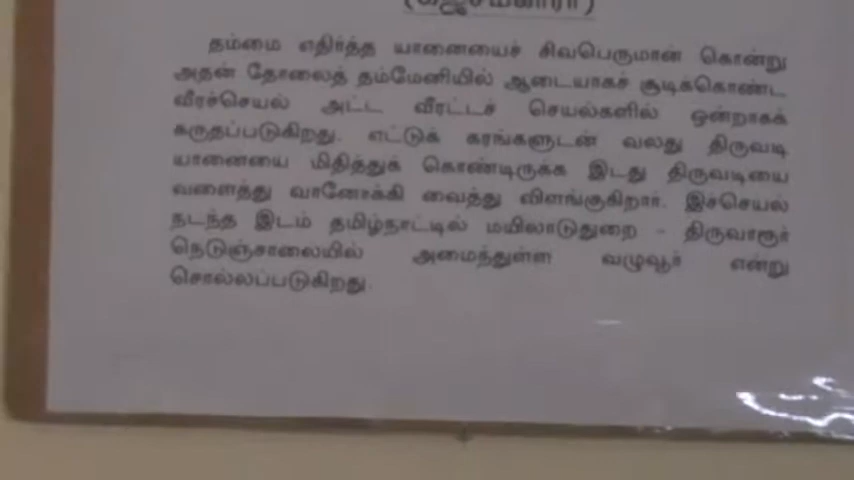 (கஜசம்ஹாரர்)
தம்மை எதிர்த்த யானையைச் சிவபெருமான் கொன்று
அதன் தோலைத் தம்மேனியில் ஆடையாகச் சூடிக்கொண்ட
வீரச்செயல் அட்ட வீரட்டச் செயல்களில் ஒன்றாகக்
கருதப்படுகிறது. எட்டுக் கரங்களுடன் வலது திருவடி
யானையை மிதித்துக் கொண்டிருக்க இடது திருவடியை
வளைத்து வானோக்கி வைத்து விளங்குகிறார். இச்செயல்
நடந்த இடம் தமிழ்நாட்டில் மயிலாடுதுறை - திருவாரூர்
நெடுஞ்சாலையில் அமைத்துள்ள வழுவூர் என்று
சொல்லப்படுகிறது.